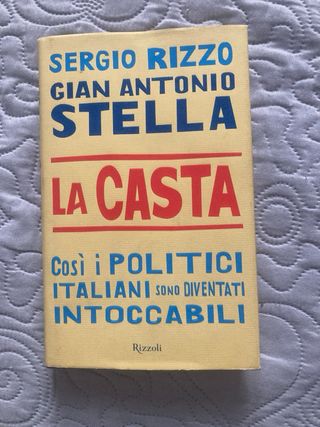 SERGIO RIZZO
GIAN ANTONIO
STELLA
LA CASTA
COSÌ i POLITICI
ITALIANI SONO DIVENTATI
INTOCCABILI
Rizzoli